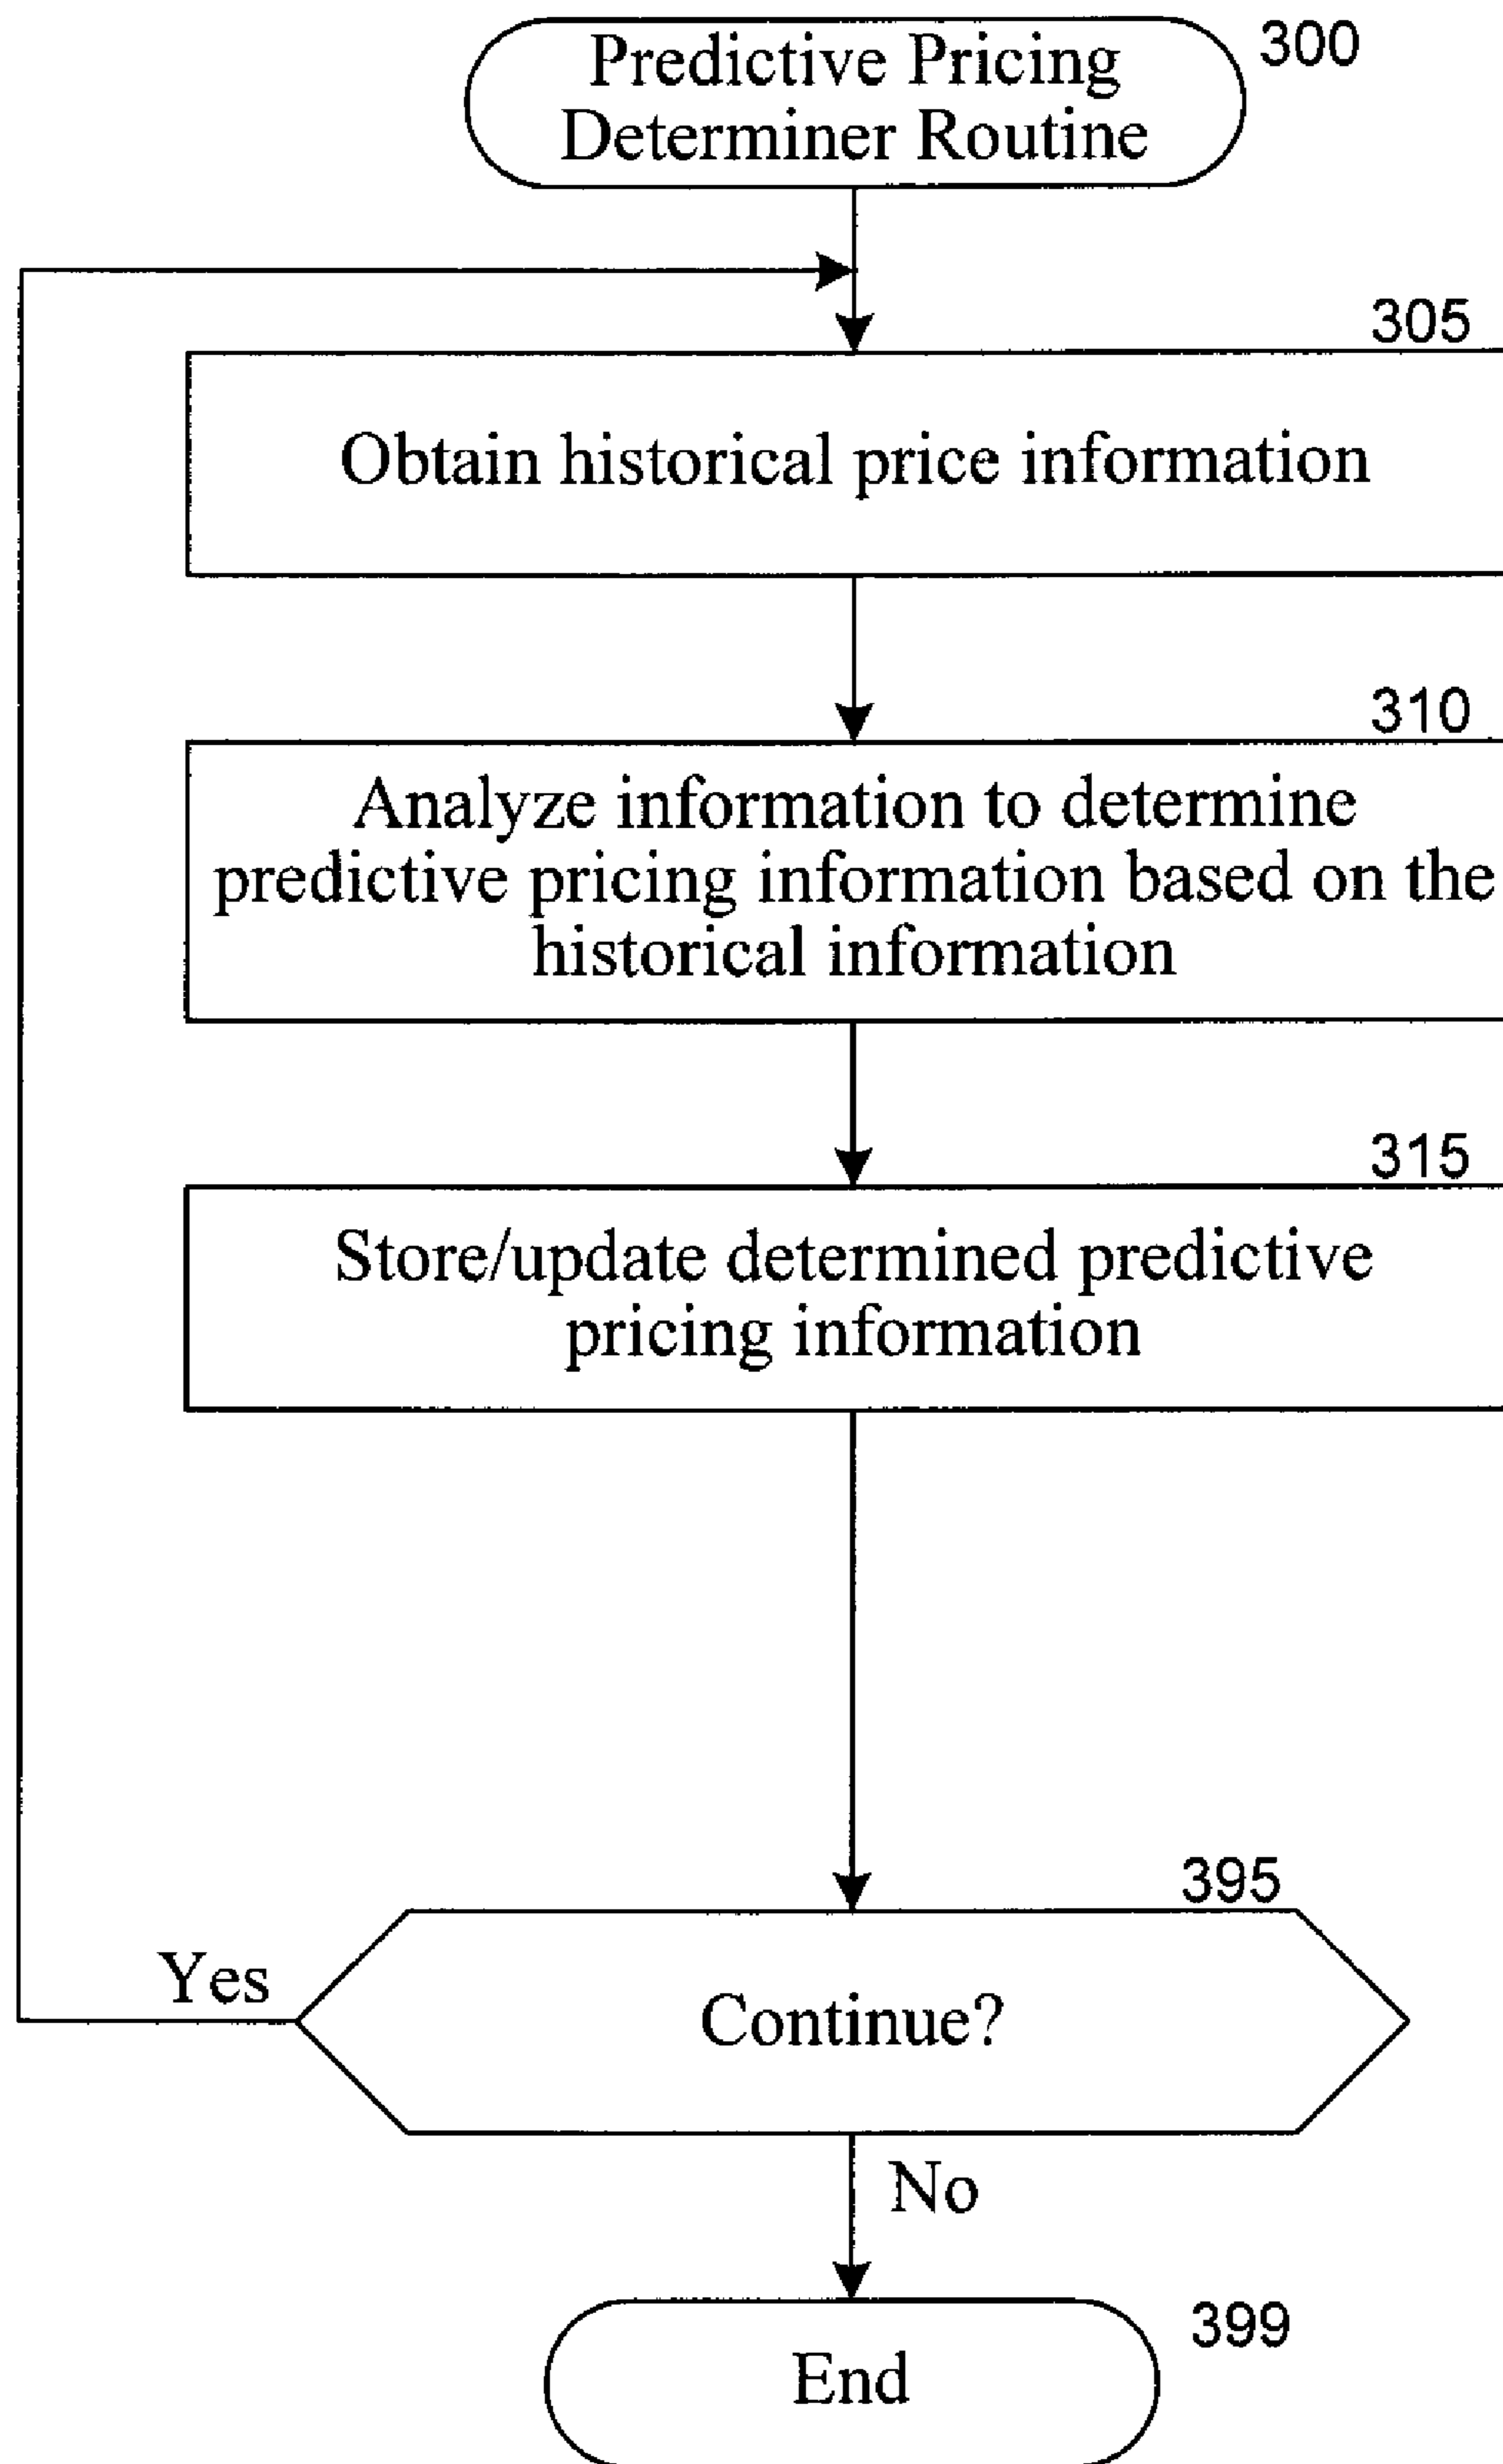 300
Predictive Pricing
Determiner Routine
305
Obtain historical price information
310
Analyze information to determine
predictive pricing information based on the
historical information
315
Store/update determined predictive
pricing information
395
Yes
Continue?
No
399
End